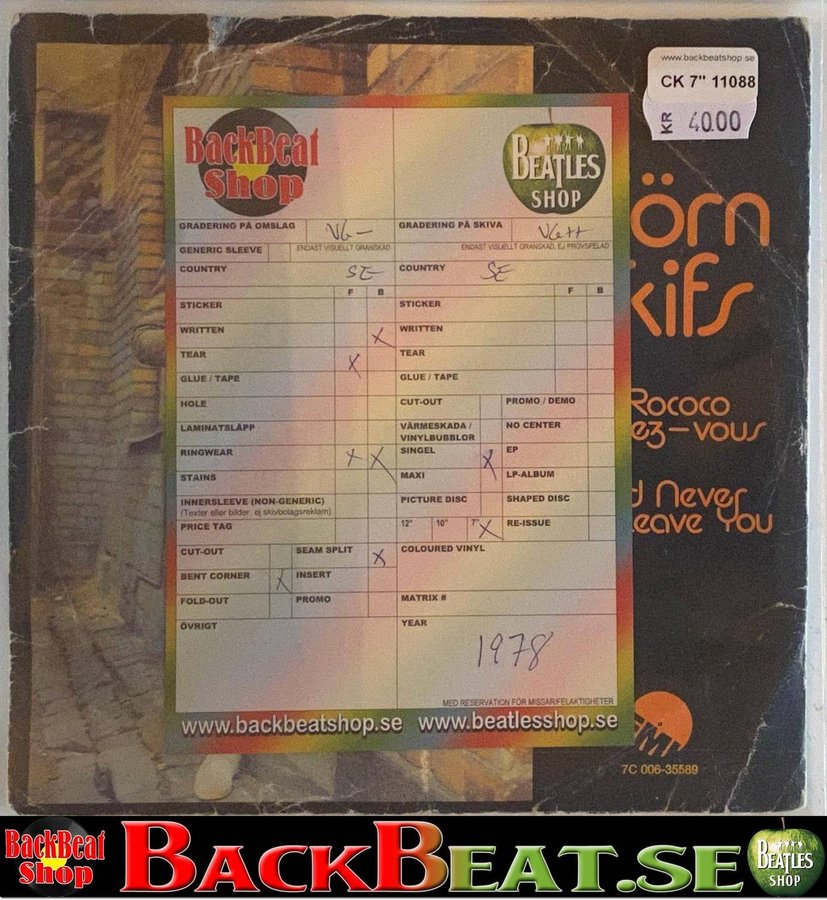 www.backbeatshop.se
CK 7" 11088
KR 40.00
örn
kifs
Rococo
ez-vous
d Never
eave You
EMI
7C 006-35589
BackBeat
Shop
BEATLES
SHOP
GRADERING PÅ OMSLAG VG-
GRADERING PÅ SKIVA VG++
GENERIC SLEEVE ENDAST VISUELLT GRANSKAD
ENDAST VISUELLT GRANSKAD, EJ PROVSPELAD
COUNTRY SE
COUNTRY SE
F B
F B
STICKER
STICKER
WRITTEN X
WRITTEN
TEAR X
TEAR
GLUE / TAPE
GLUE / TAPE
HOLE
CUT-OUT
PROMO / DEMO
LAMINATSLÄPP
VÄRMESKADA /
VINYLBUBBLOR
NO CENTER
RINGWEAR X X
SINGEL X
EP
STAINS
MAXI
LP-ALBUM
INNERSLEEVE (NON-GENERIC)
(Texter eller bilder, ej skivbolagsreklam)
PICTURE DISC
SHAPED DISC
PRICE TAG
12" 10" 7" X
RE-ISSUE
CUT-OUT
SEAM SPLIT X
COLOURED VINYL
BENT CORNER X
INSERT
FOLD-OUT
PROMO
MATRIX #
ÖVRIGT
YEAR
1978
MED RESERVATION FÖR MISSAR/FELAKTIGHETER
www.backbeatshop.se www.beatlesshop.se
BackBeat
Shop
BACKBEAT.SE
BEATLES
SHOP